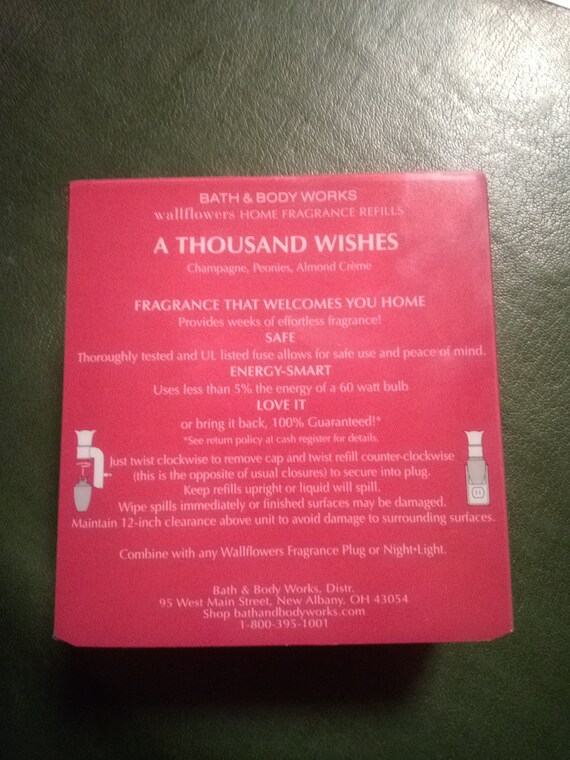 BATH & BODY WORKS
wallflowers HOME FRAGRANCE REFILLS
A THOUSAND WISHES
Champagne, Peonies, Almond Crème
FRAGRANCE THAT WELCOMES YOU HOME
Provides weeks of effortless fragrance!
SAFE
Thoroughly tested and UL listed fuse allows for safe use and peace of mind.
ENERGY-SMART
Uses less than 5% the energy of a 60 watt bulb
LOVE IT
or bring it back, 100% Guaranteed!*
*See return policy at cash register for details.
Just twist clockwise to remove cap and twist refill counter-clockwise
(this is the opposite of usual closures) to secure into plug.
Keep refills upright or liquid will spill.
Wipe spills immediately or finished surfaces may be damaged.
Maintain 12-inch clearance above unit to avoid damage to surrounding surfaces.
Combine with any Wallflowers Fragrance Plug or Night•Light.
Bath & Body Works, Distr.
95 West Main Street, New Albany, OH 43054
Shop bathandbodyworks.com
1-800-395-1001